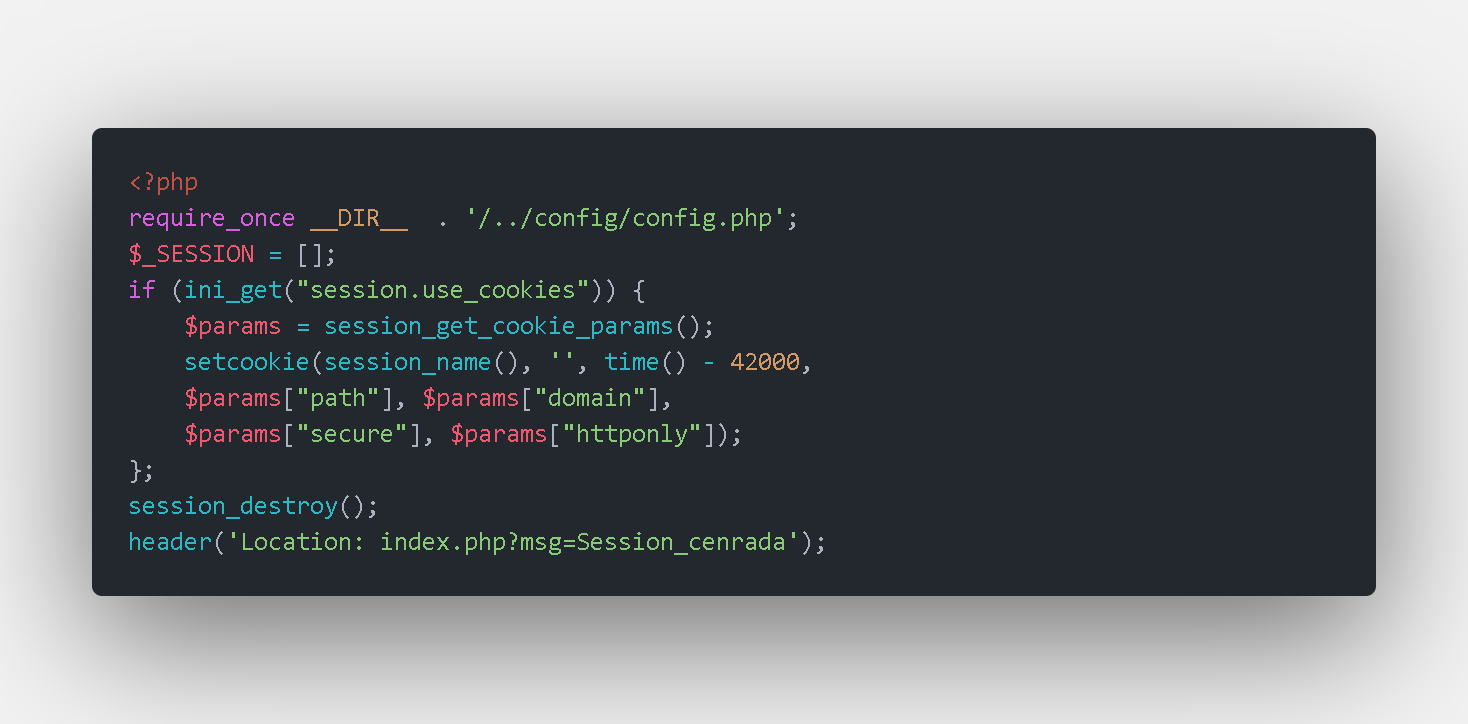 <?php
require_once __DIR__  . '/../config/config.php';
$_SESSION = [];
if (ini_get("session.use_cookies")) {
    $params = session_get_cookie_params();
    setcookie(session_name(), '', time() - 42000,
    $params["path"], $params["domain"],
    $params["secure"], $params["httponly"]);
};
session_destroy();
header('Location: index.php?msg=Session_cenrada');